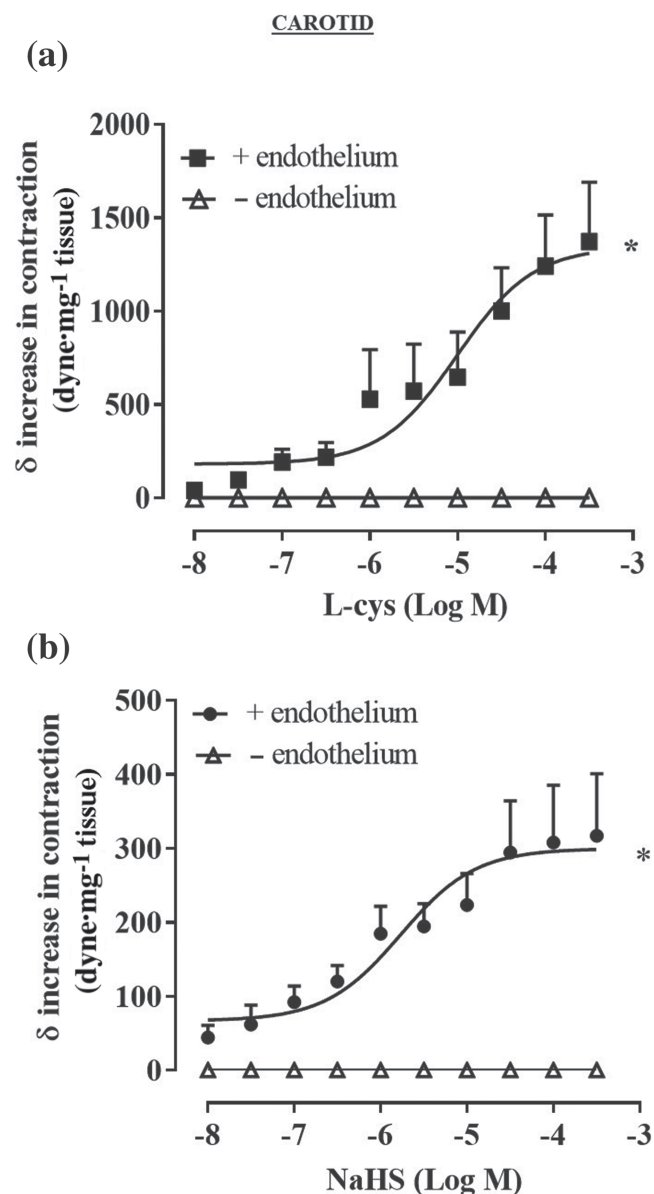 CAROTID
(a)
δ increase in contraction
(dyne·mg⁻¹ tissue)
2000
1500
1000
500
0
+ endothelium
− endothelium
*
-8 -7 -6 -5 -4 -3
L-cys (Log M)
(b)
δ increase in contraction
(dyne·mg⁻¹ tissue)
500
400
300
200
100
0
+ endothelium
− endothelium
*
-8 -7 -6 -5 -4 -3
NaHS (Log M)